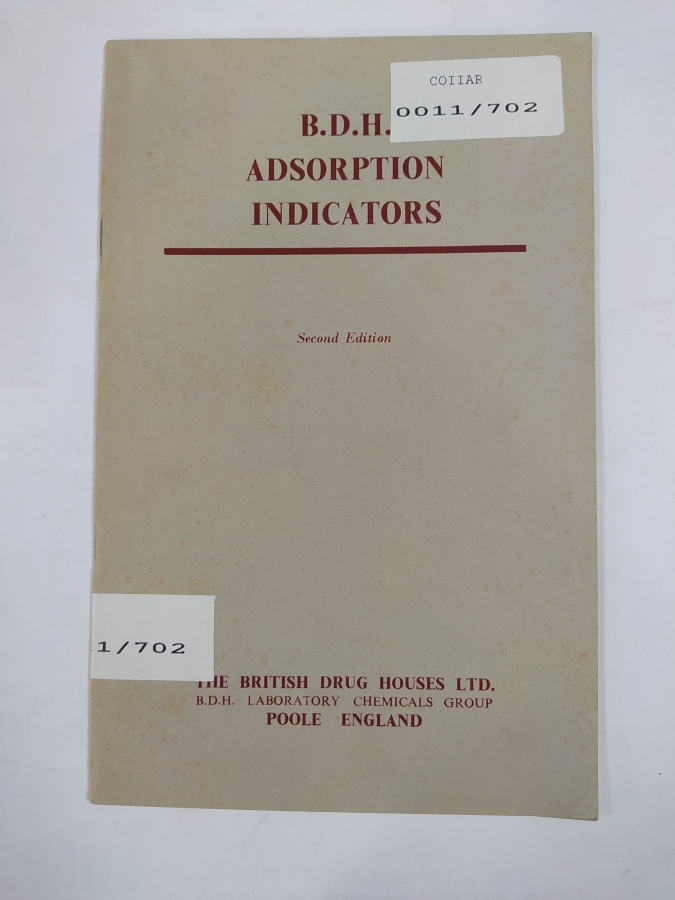 COIIAR
0011/702
B.D.H.
ADSORPTION
INDICATORS
Second Edition
1/702
THE BRITISH DRUG HOUSES LTD.
B.D.H. LABORATORY CHEMICALS GROUP
POOLE ENGLAND